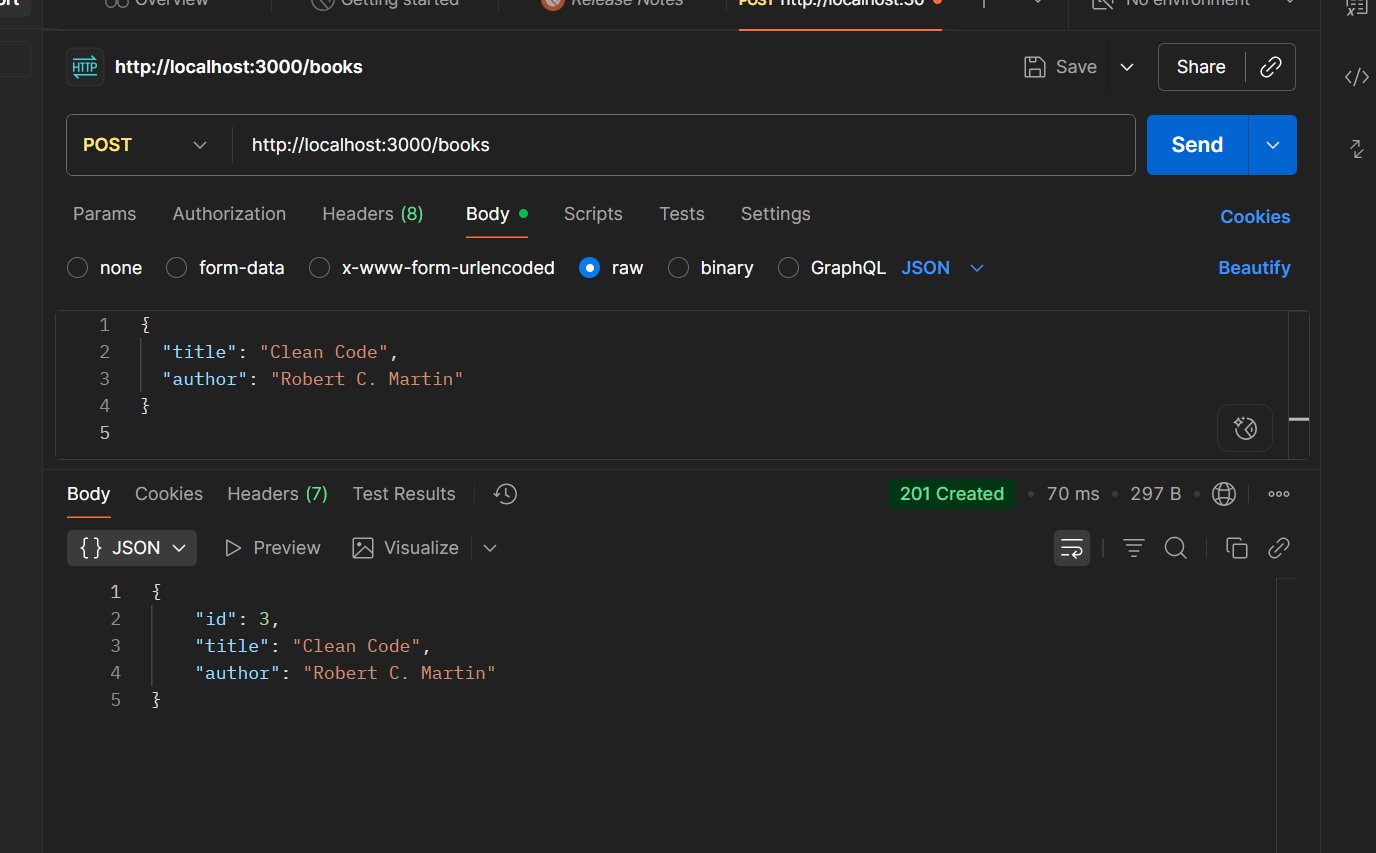 Overview Getting started Release Notes POST http://localhost:30 No environment
HTTP http://localhost:3000/books Save Share
POST http://localhost:3000/books Send
Params Authorization Headers (8) Body Scripts Tests Settings Cookies
none form-data x-www-form-urlencoded raw binary GraphQL JSON Beautify
1 {
2 "title": "Clean Code",
3 "author": "Robert C. Martin"
4 }
5
Body Cookies Headers (7) Test Results 201 Created 70 ms 297 B
{} JSON Preview Visualize
1 {
2 "id": 3,
3 "title": "Clean Code",
4 "author": "Robert C. Martin"
5 }